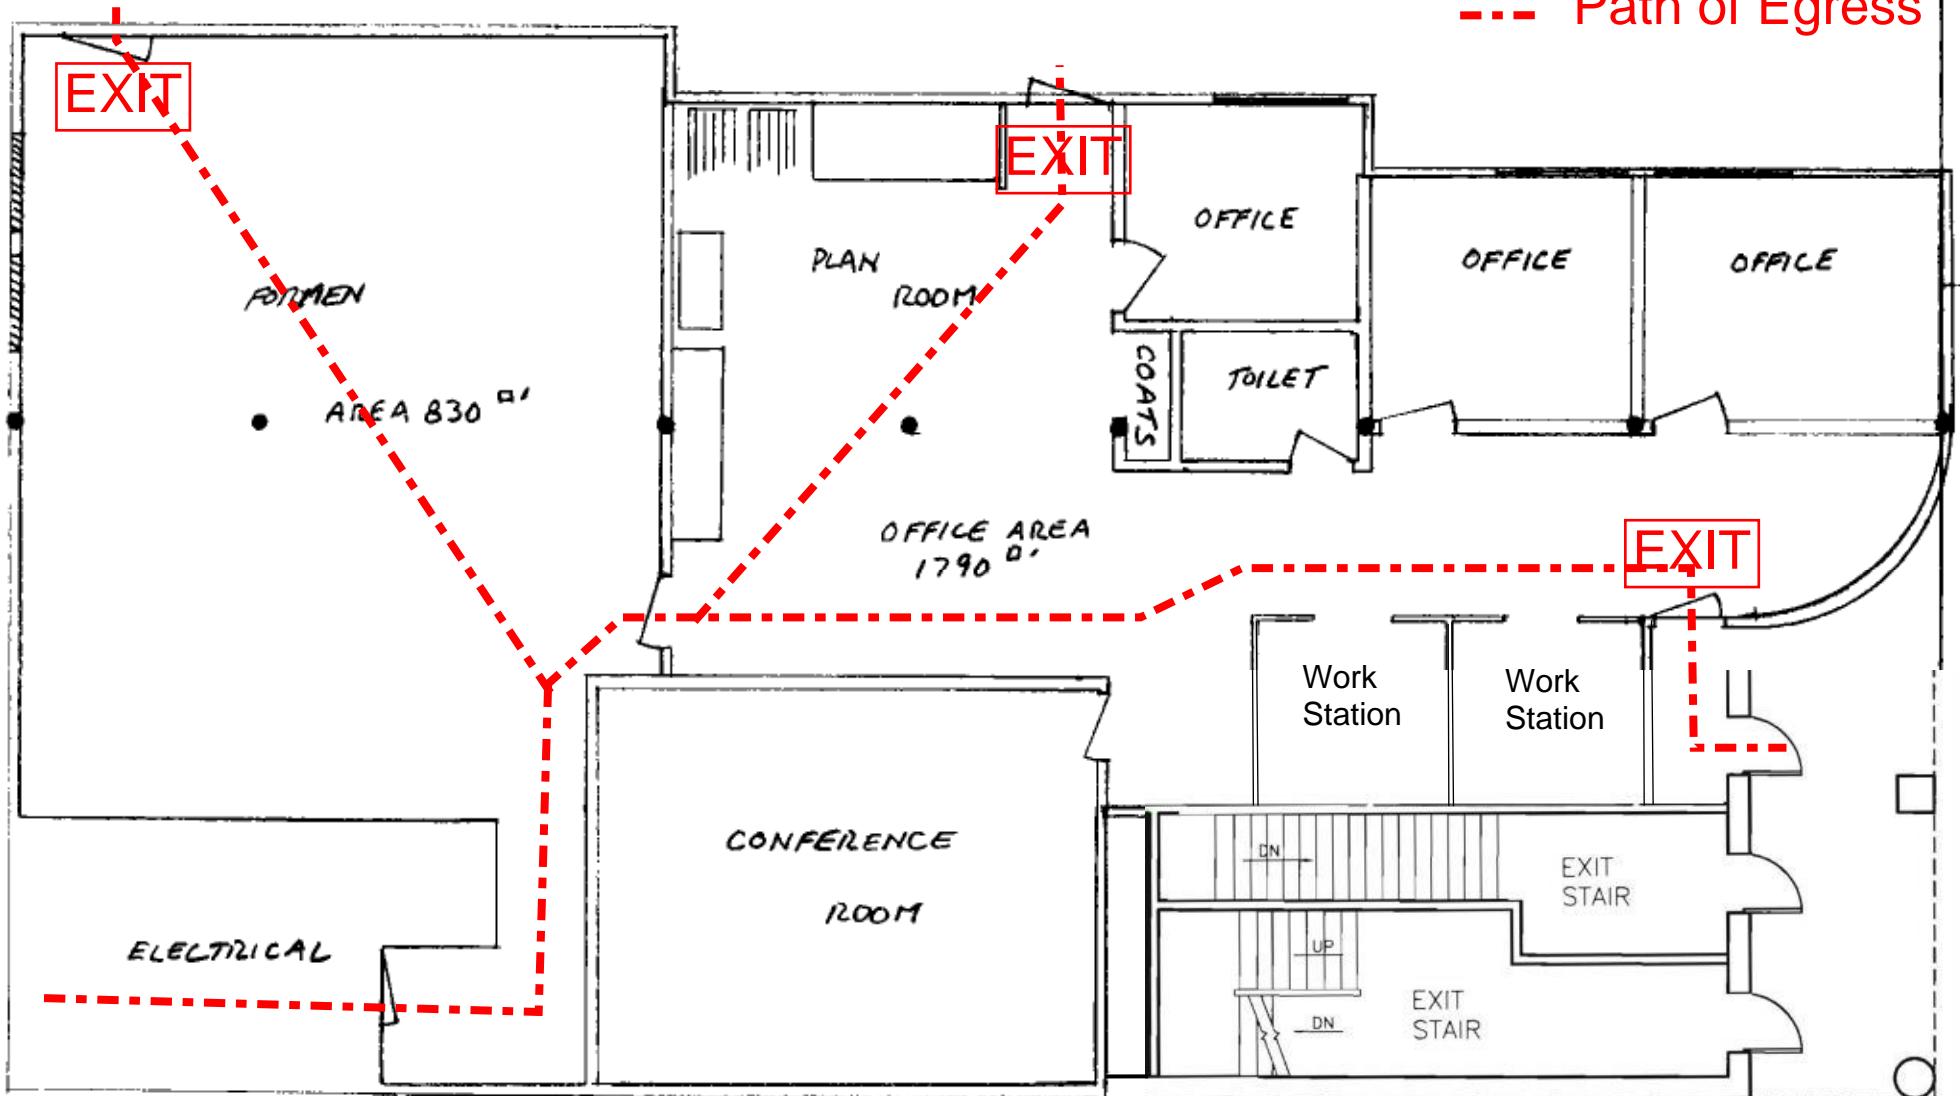 Path of Egress
EXIT
EXIT
OFFICE
OFFICE
OFFICE
PLAN
ROOM
FORMEN
COATS
TOILET
AREA 830 □'
OFFICE AREA
1790 □'
EXIT
Work
Station
Work
Station
CONFERENCE
ROOM
DN
EXIT
STAIR
ELECTRICAL
UP
DN
EXIT
STAIR